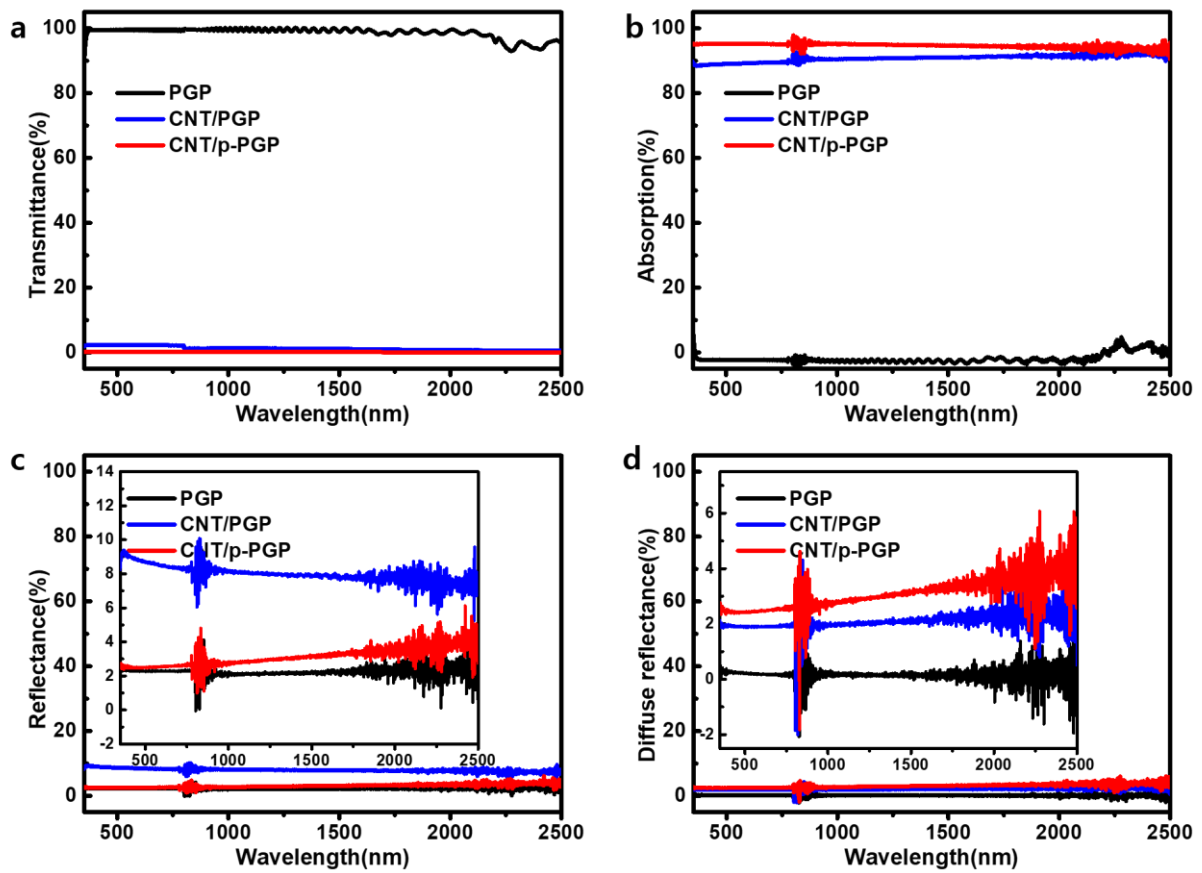 a
100
80
60
40
20
0
Transmittance(%)
PGP
CNT/PGP
CNT/p-PGP
500 1000 1500 2000 2500
Wavelength(nm)
b
100
80
60
40
20
0
Absorption(%)
PGP
CNT/PGP
CNT/p-PGP
500 1000 1500 2000 2500
Wavelength(nm)
c
100
80
60
40
20
0
Reflectance(%)
14
12
10
8
6
4
2
0
-2
PGP
CNT/PGP
CNT/p-PGP
500 1000 1500 2000 2500
500 1000 1500 2000 2500
Wavelength(nm)
d
100
80
60
40
20
0
Diffuse reflectance(%)
6
4
2
0
-2
PGP
CNT/PGP
CNT/p-PGP
500 1000 1500 2000 2500
500 1000 1500 2000 2500
Wavelength(nm)